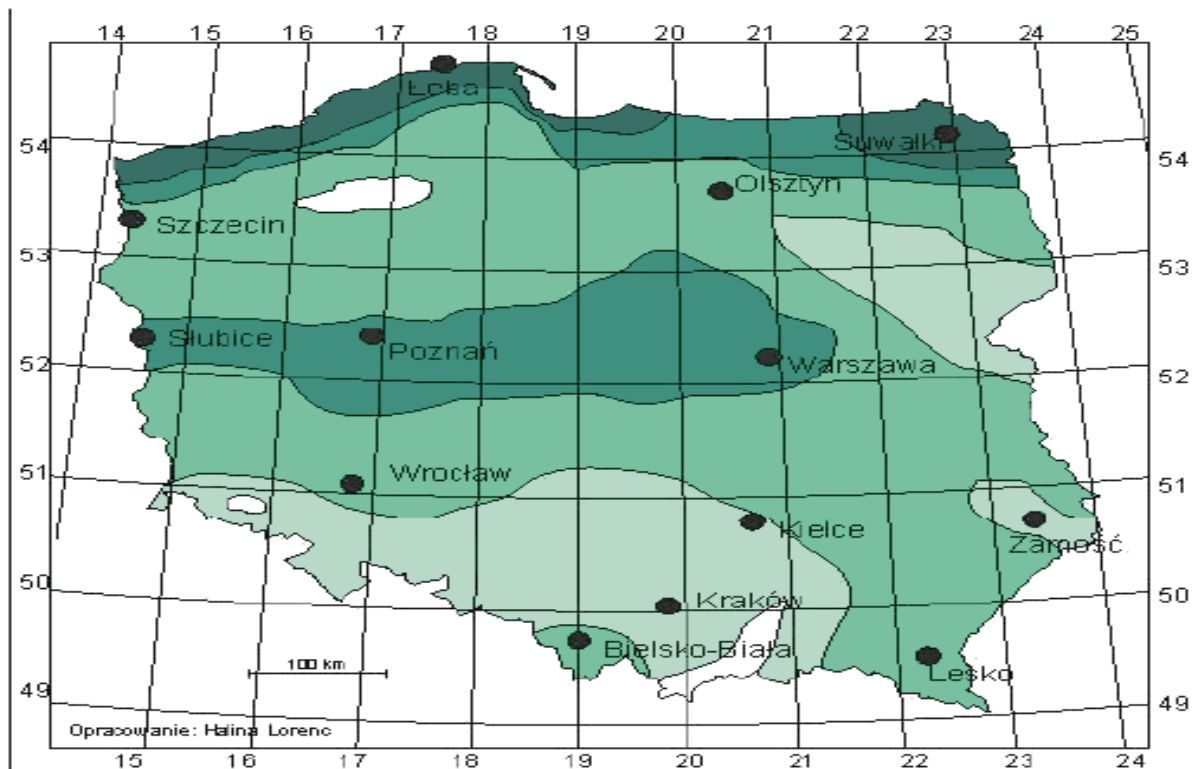 14 15 16 17 18 19 20 21 22 23 24 25
Łeba
54 Suwałki 54
Olsztyn
Szczecin
53 53
Słubice
Poznań
Warszawa
52 52
51 Wrocław 51
Kielce
Zamość.
50 Kraków 50
Bielsko-Biała
100 km
Lesko
49 49
Opracowanie: Halina Lorenc
15 16 17 18 19 20 21 22 23 24